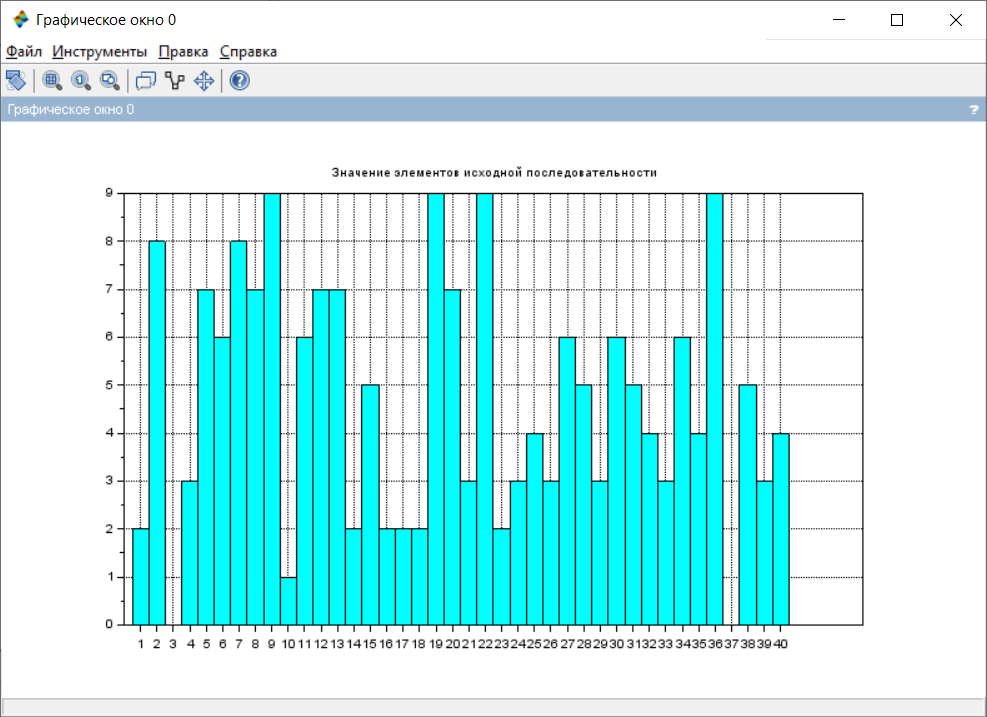 Графическое окно 0
Файл Инструменты Правка Справка
Графическое окно 0 ?
Значение элементов исходной последовательности
9
8
7
6
5
4
3
2
1
0
1 2 3 4 5 6 7 8 9 10 11 12 13 14 15 16 17 18 19 20 21 22 23 24 25 26 27 28 29 30 31 32 33 34 35 36 37 38 39 40